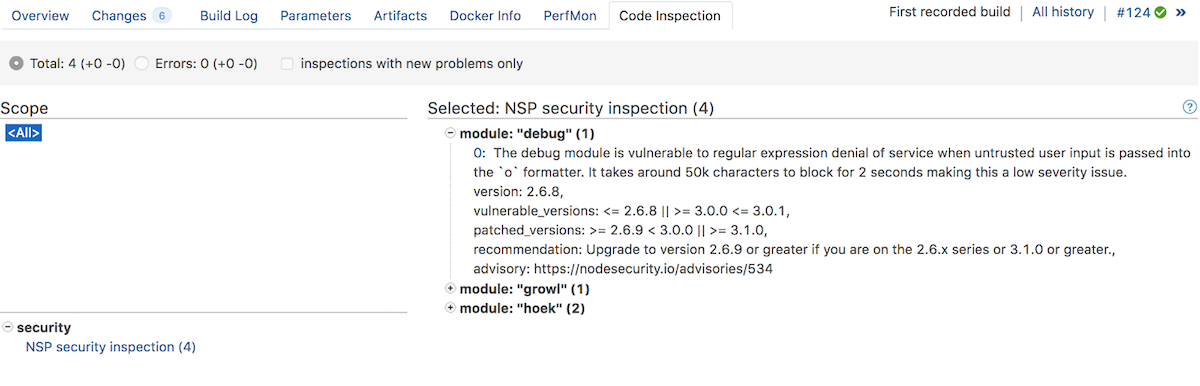 Overview Changes 6 Build Log Parameters Artifacts Docker Info PerfMon Code Inspection First recorded build | All history | #124 »
Total: 4 (+0 -0) Errors: 0 (+0 -0) inspections with new problems only
Scope
<All>
security
NSP security inspection (4)
Selected: NSP security inspection (4) ?
module: "debug" (1)
0: The debug module is vulnerable to regular expression denial of service when untrusted user input is passed into
the `o` formatter. It takes around 50k characters to block for 2 seconds making this a low severity issue.
version: 2.6.8,
vulnerable_versions: <= 2.6.8 || >= 3.0.0 <= 3.0.1,
patched_versions: >= 2.6.9 < 3.0.0 || >= 3.1.0,
recommendation: Upgrade to version 2.6.9 or greater if you are on the 2.6.x series or 3.1.0 or greater.,
advisory: https://nodesecurity.io/advisories/534
module: "growl" (1)
module: "hoek" (2)